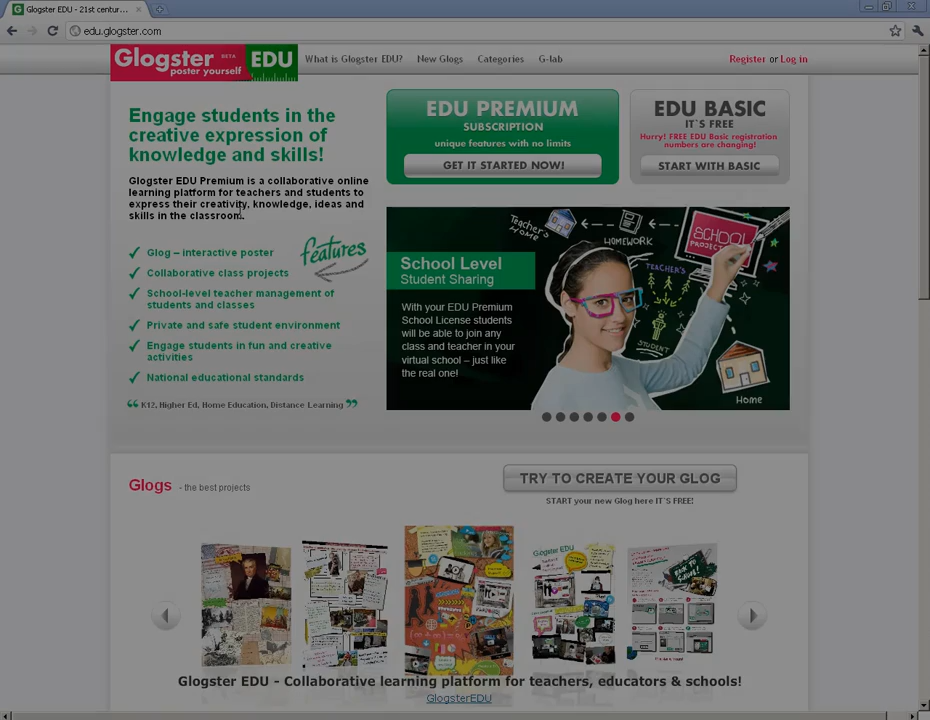 Glogster EDU - 21st centur...
edu.glogster.com
Glogster BETA EDU
poster yourself
What is Glogster EDU? New Glogs Categories G-lab
Register or Log in
Engage students in the
creative expression of
knowledge and skills!
Glogster EDU Premium is a collaborative online
learning platform for teachers and students to
express their creativity, knowledge, ideas and
skills in the classroom.
features
Glog – interactive poster
Collaborative class projects
School-level teacher management of
students and classes
Private and safe student environment
Engage students in fun and creative
activities
National educational standards
K12, Higher Ed, Home Education, Distance Learning
EDU PREMIUM
SUBSCRIPTION
unique features with no limits
GET IT STARTED NOW!
EDU BASIC
IT`S FREE
Hurry! FREE EDU Basic registration
numbers are changing!
START WITH BASIC
School Level
Student Sharing
With your EDU Premium
School License students
will be able to join any
class and teacher in your
virtual school – just like
the real one!
TEACHER'S
HOME
HOMEWORK
SCHOOL
PROJECT
TEACHER'S
STUDENT
Home
Glogs - the best projects
TRY TO CREATE YOUR GLOG
START your new Glog here IT`S FREE!
Glogster EDU
BACK TO
SCHOOL
Glogster EDU - Collaborative learning platform for teachers, educators & schools!
GlogsterEDU